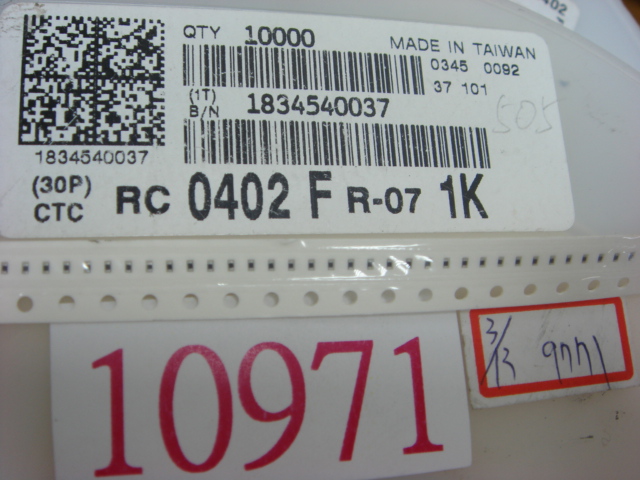 402
QTY 10000
MADE IN TAIWAN
0345 0092
37 101
(1T)
B/N 1834540037
505
1834540037
(30P)
CTC RC 0402 F R-07 1K
10971
3/13